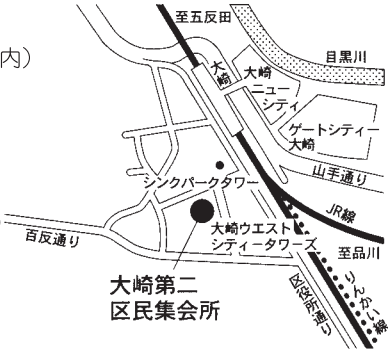 至五反田
内）
目黒川
大崎
大崎
ニュー
シティ
ゲートシティー
大崎
山手通り
シンクパークタワー
JR線
大崎ウエスト
シティータワーズ
百反通り
至品川
大崎第二
区民集会所
区役所通り
りんかい線